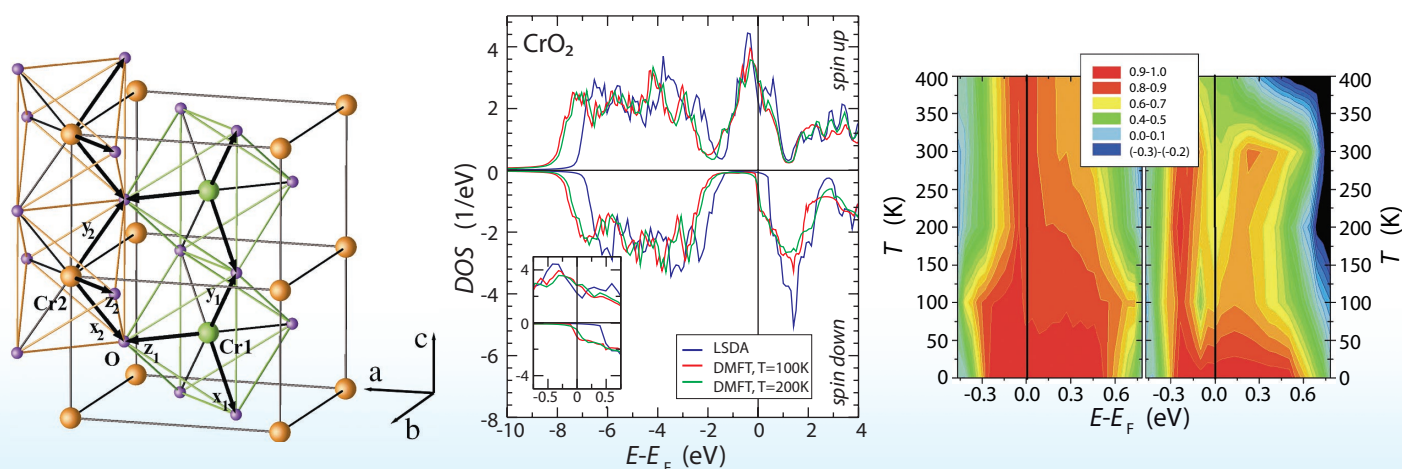 Cr2
Cr1
O
y₂
z₂
x₂
y₁
z₁
x₁
a
b
c
CrO₂
spin up
spin down
DOS (1/eV)
4
2
0
-2
-4
-6
-8
-10 -8 -6 -4 -2 0 2 4
E-E_F (eV)
4
0
-4
-0.5 0 0.5
LSDA
DMFT, T=100K
DMFT, T=200K
0.9-1.0
0.8-0.9
0.6-0.7
0.4-0.5
0.0-0.1
(-0.3)-(-0.2)
T (K)
400
350
300
250
200
150
100
50
0
-0.3 0.0 0.3 0.6
-0.3 0.0 0.3 0.6
E-E_F (eV)
400
350
300
250
200
150
100
50
0
T (K)